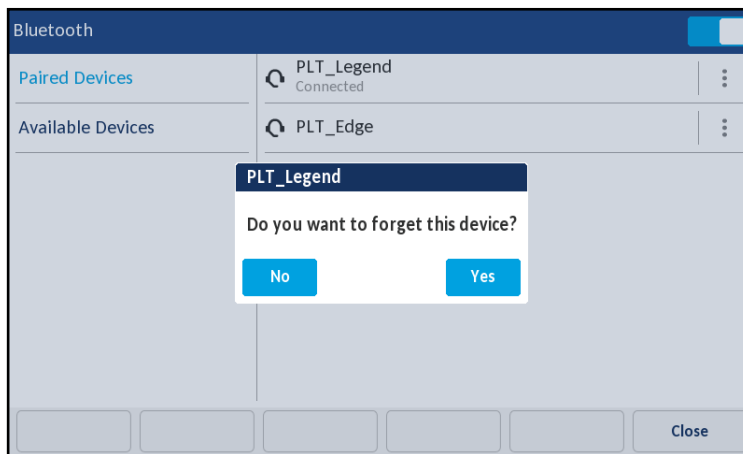 Bluetooth
Paired Devices
Available Devices
PLT_Legend
Connected
PLT_Edge
PLT_Legend
Do you want to forget this device?
No
Yes
Close